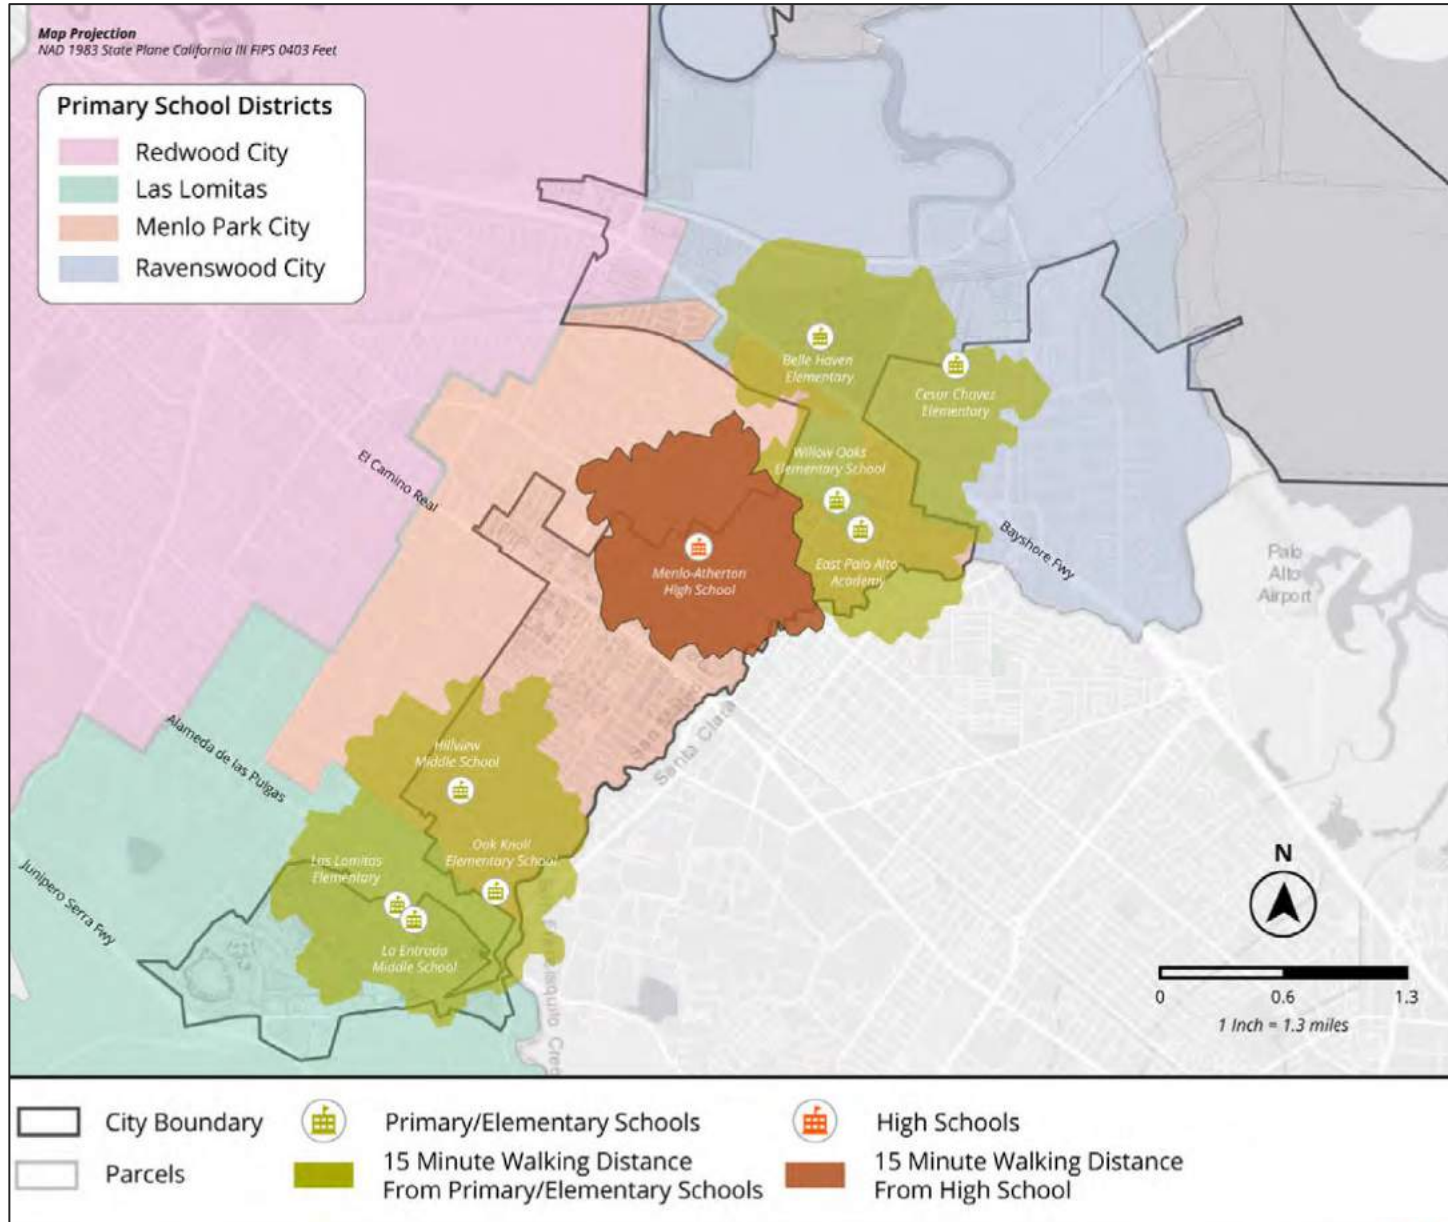 Map Projection
NAD 1983 State Plane California III FIPS 0403 Feet
Primary School Districts
Redwood City
Las Lomitas
Menlo Park City
Ravenswood City
Belle Haven
Elementary
Cesar Chavez
Elementary
Willow Oaks
Elementary School
East Palo Alto
Academy
El Camino Real
Menlo-Atherton
High School
Bayshore Fwy
Palo
Alto
Airport
Santa Clara
Alameda de las Pulgas
Hillview
Middle School
Oak Knoll
Elementary School
Las Lomitas
Elementary
La Entrada
Middle School
Junipero Serra Fwy
N
0 0.6 1.3
1 Inch = 1.3 miles
City Boundary
Primary/Elementary Schools
High Schools
Parcels
15 Minute Walking Distance
From Primary/Elementary Schools
15 Minute Walking Distance
From High School